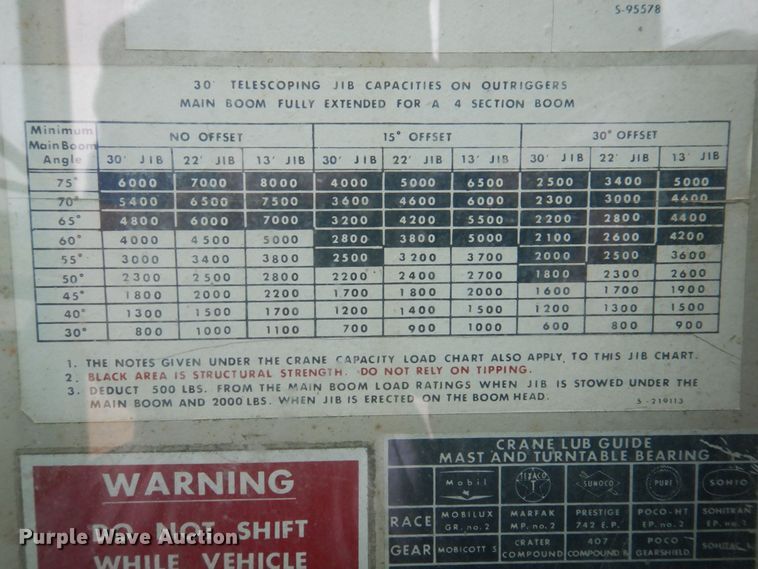 S-95578
30' TELESCOPING JIB CAPACITIES ON OUTRIGGERS
MAIN BOOM FULLY EXTENDED FOR A 4 SECTION BOOM
Minimum Main Boom Angle NO OFFSET 15° OFFSET 30° OFFSET
30' JIB 22' JIB 13' JIB 30' JIB 22' JIB 13' JIB 30' JIB 22' JIB 13' JIB
75° 6000 7000 8000 4000 5000 6500 2500 3400 5000
70° 5400 6500 7500 3600 4600 6000 2300 3000 4600
65° 4800 6000 7000 3200 4200 5500 2200 2800 4400
60° 4000 4500 5000 2800 3800 5000 2100 2600 4200
55° 3000 3400 3800 2500 3200 3700 2000 2500 3600
50° 2300 2500 2800 2200 2400 2700 1800 2300 2600
45° 1800 2000 2200 1700 1800 2000 1600 1700 1900
40° 1300 1500 1700 1200 1400 1500 1200 1300 1500
30° 800 1000 1100 700 900 1000 600 800 900
1. THE NOTES GIVEN UNDER THE CRANE CAPACITY LOAD CHART ALSO APPLY TO THIS JIB CHART.
2. BLACK AREA IS STRUCTURAL STRENGTH. DO NOT RELY ON TIPPING.
3. DEDUCT 500 LBS. FROM THE MAIN BOOM LOAD RATINGS WHEN JIB IS STOWED UNDER THE
MAIN BOOM AND 2000 LBS. WHEN JIB IS ERECTED ON THE BOOM HEAD.
S-219113
WARNING
DO NOT SHIFT
WHILE VEHICLE
CRANE LUB GUIDE
MAST AND TURNTABLE BEARING
Mobil TEXACO SUNOCO PURE SOHIO
RACE MOBILUX GR. no.2 MARFAK MP. no.2 PRESTIGE 742 E.P. POCO-HT EP. no.2 SOHITRAN EP. no.
GEAR MOBICOTT S CRATER COMPOUND 407 COMPOUND POCO GEARSHIELD
Purple Wave Auction